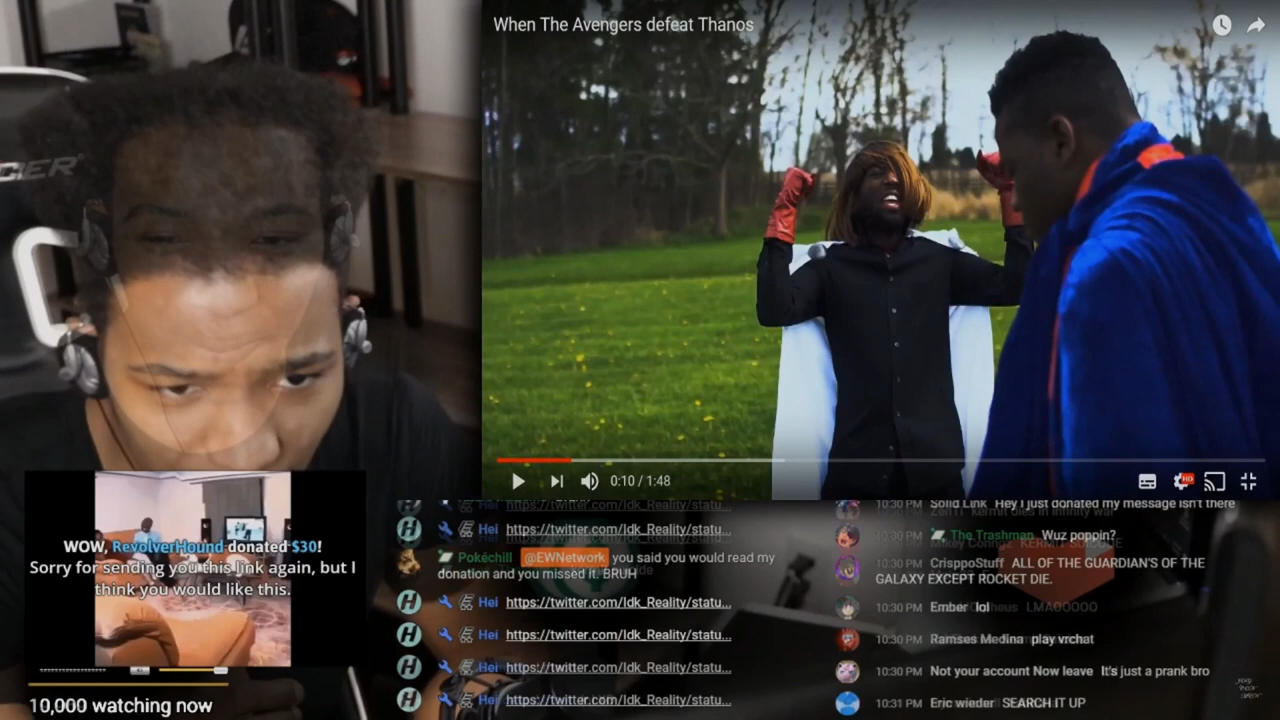 When The Avengers defeat Thanos
0:10 / 1:48
HD
WOW, RevolverHound donated $30!
Sorry for sending you this link again, but I
think you would like this.
10,000 watching now
Hei https://twitter.com/Idk_Reality/statu...
Hei https://twitter.com/Idk_Reality/statu...
Pokéchill @EWNetwork you said you would read my
donation and you missed it. BRUH
Hei https://twitter.com/Idk_Reality/statu...
Hei https://twitter.com/Idk_Reality/statu...
Hei https://twitter.com/Idk_Reality/statu...
Hei https://twitter.com/Idk_Reality/statu...
10:30 PM Solid Link Hey I just donated my message isn't there
10:30 PM The Trashman Wuz poppin?
10:30 PM CrisppoStuff ALL OF THE GUARDIAN'S OF THE
GALAXY EXCEPT ROCKET DIE.
10:30 PM Ember lol LMAOOOOO
10:30 PM Ramses Medina play vrchat
10:30 PM Not your account Now leave It's just a prank bro
10:31 PM Eric wieder SEARCH IT UP